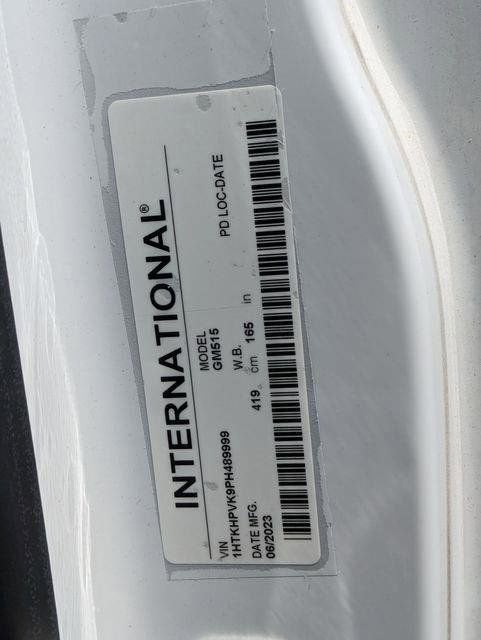 INTERNATIONAL®
VIN MODEL
1HTKHPVK9PH489999 GM515
DATE MFG. W.B. PD LOC-DATE
06/2023 419 cm 165 in